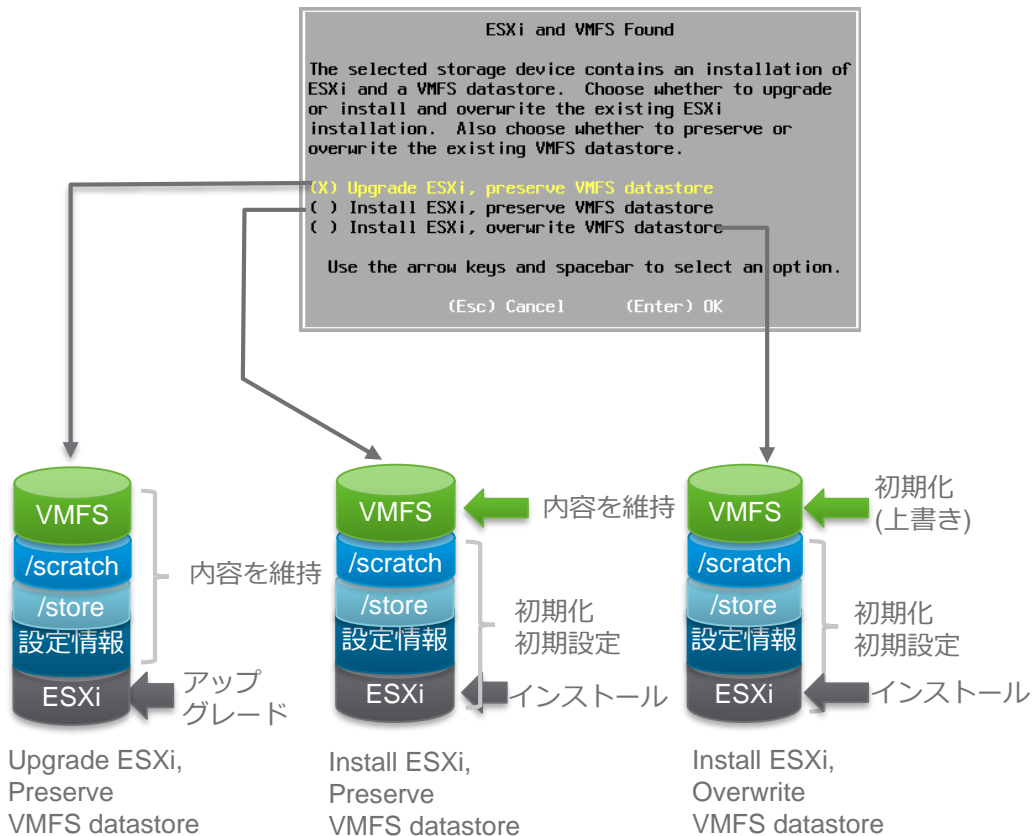 ESXi and VMFS Found
The selected storage device contains an installation of
ESXi and a VMFS datastore.  Choose whether to upgrade
or install and overwrite the existing ESXi
installation.  Also choose whether to preserve or
overwrite the existing VMFS datastore.
(X) Upgrade ESXi, preserve VMFS datastore
( ) Install ESXi, preserve VMFS datastore
( ) Install ESXi, overwrite VMFS datastore
Use the arrow keys and spacebar to select an option.
(Esc) Cancel (Enter) OK
VMFS
/scratch
/store
設定情報
ESXi
内容を維持
アップ
グレード
Upgrade ESXi,
Preserve
VMFS datastore
VMFS
/scratch
/store
設定情報
ESXi
内容を維持
初期化
初期設定
インストール
Install ESXi,
Preserve
VMFS datastore
VMFS
/scratch
/store
設定情報
ESXi
初期化
(上書き)
初期化
初期設定
インストール
Install ESXi,
Overwrite
VMFS datastore